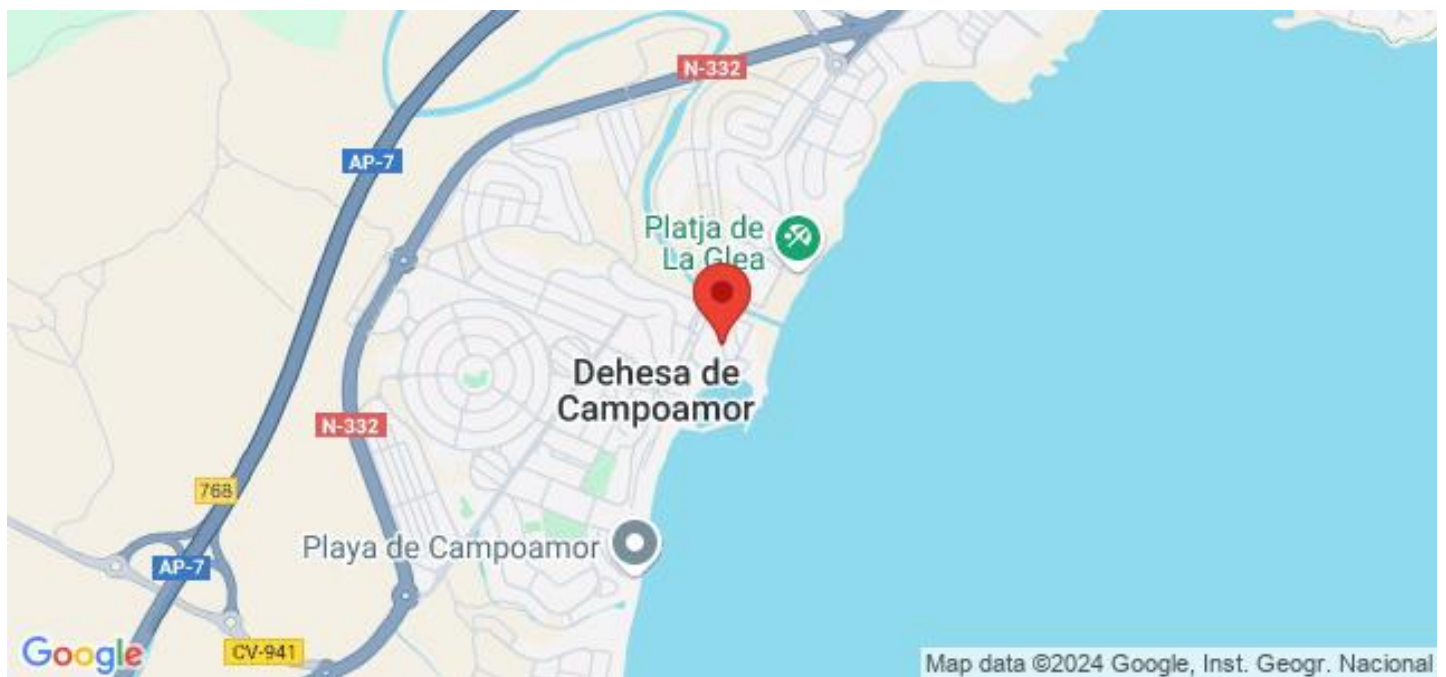 N-332
AP-7
Platja de
La Glea
Dehesa de
Campoamor
N-332
768
Playa de Campoamor
AP-7
CV-941
Google
Map data ©2024 Google, Inst. Geogr. Nacional